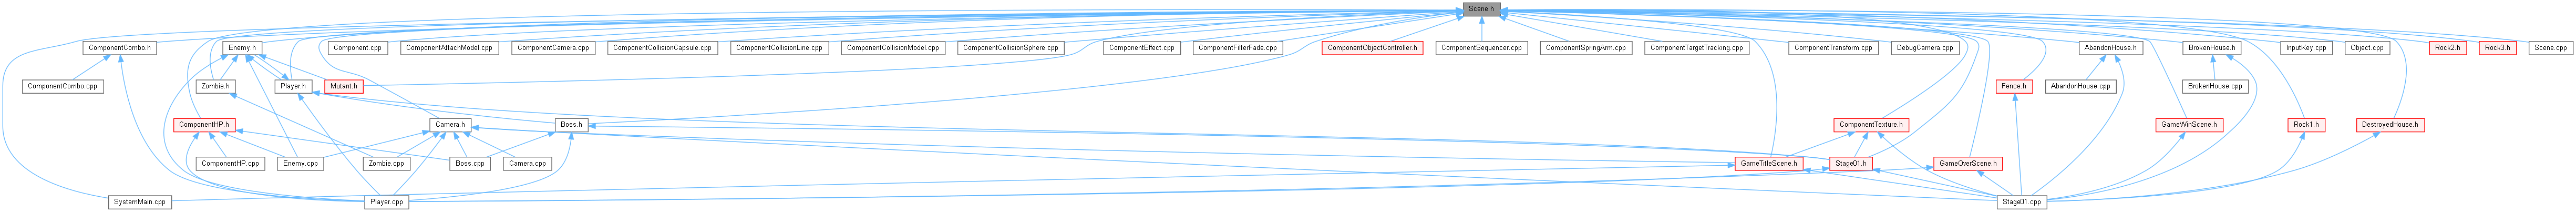 Scene.h
ComponentCombo.h
Enemy.h
Component.cpp
ComponentAttachModel.cpp
ComponentCamera.cpp
ComponentCollisionCapsule.cpp
ComponentCollisionLine.cpp
ComponentCollisionModel.cpp
ComponentCollisionSphere.cpp
ComponentEffect.cpp
ComponentFilterFade.cpp
ComponentObjectController.h
ComponentSequencer.cpp
ComponentSpringArm.cpp
ComponentTargetTracking.cpp
ComponentTransform.cpp
DebugCamera.cpp
AbandonHouse.h
BrokenHouse.h
InputKey.cpp
Object.cpp
Rock2.h
Rock3.h
Scene.cpp
ComponentCombo.cpp
Zombie.h
Player.h
Mutant.h
Fence.h
AbandonHouse.cpp
BrokenHouse.cpp
ComponentHP.h
Camera.h
Boss.h
ComponentTexture.h
GameWinScene.h
Rock1.h
DestroyedHouse.h
ComponentHP.cpp
Enemy.cpp
Zombie.cpp
Boss.cpp
Camera.cpp
GameTitleScene.h
Stage01.h
GameOverScene.h
SystemMain.cpp
Player.cpp
Stage01.cpp